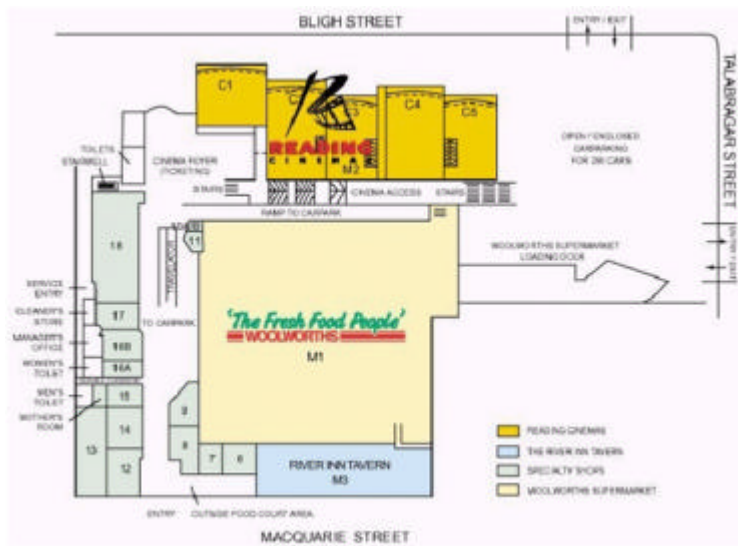 BLIGH STREET
ENTRY / EXIT
TALABRAGAR STREET
C1
C4
C5
READING
CINEMAS
M2
TOILETS
STAIRWELL
CINEMA FOYER
(TICKETING)
OPEN / ENCLOSED
CARPARKING
STAIRS
CINEMA ACCESS
STAIRS
RAMP TO CARPARK
11
TRAVELATOR
WOOLWORTHS SUPERMARKET
LOADING DOCK
ENTRY / EXIT
18
SERVICE
ENTRY
CLEANER'S
STORE
17
TO CARPARK
MANAGER'S
OFFICE
16B
WOMEN'S
TOILET
16A
'The Fresh Food People'
WOOLWORTHS
M1
MEN'S
TOILET
15
MOTHER'S
ROOM
13
14
12
9
8
7
6
RIVER INN TAVERN
M3
READING CINEMAS
THE RIVER INN TAVERN
SPECIALTY SHOPS
WOOLWORTHS SUPERMARKET
ENTRY
OUTSIDE FOOD COURT AREA
MACQUARIE STREET